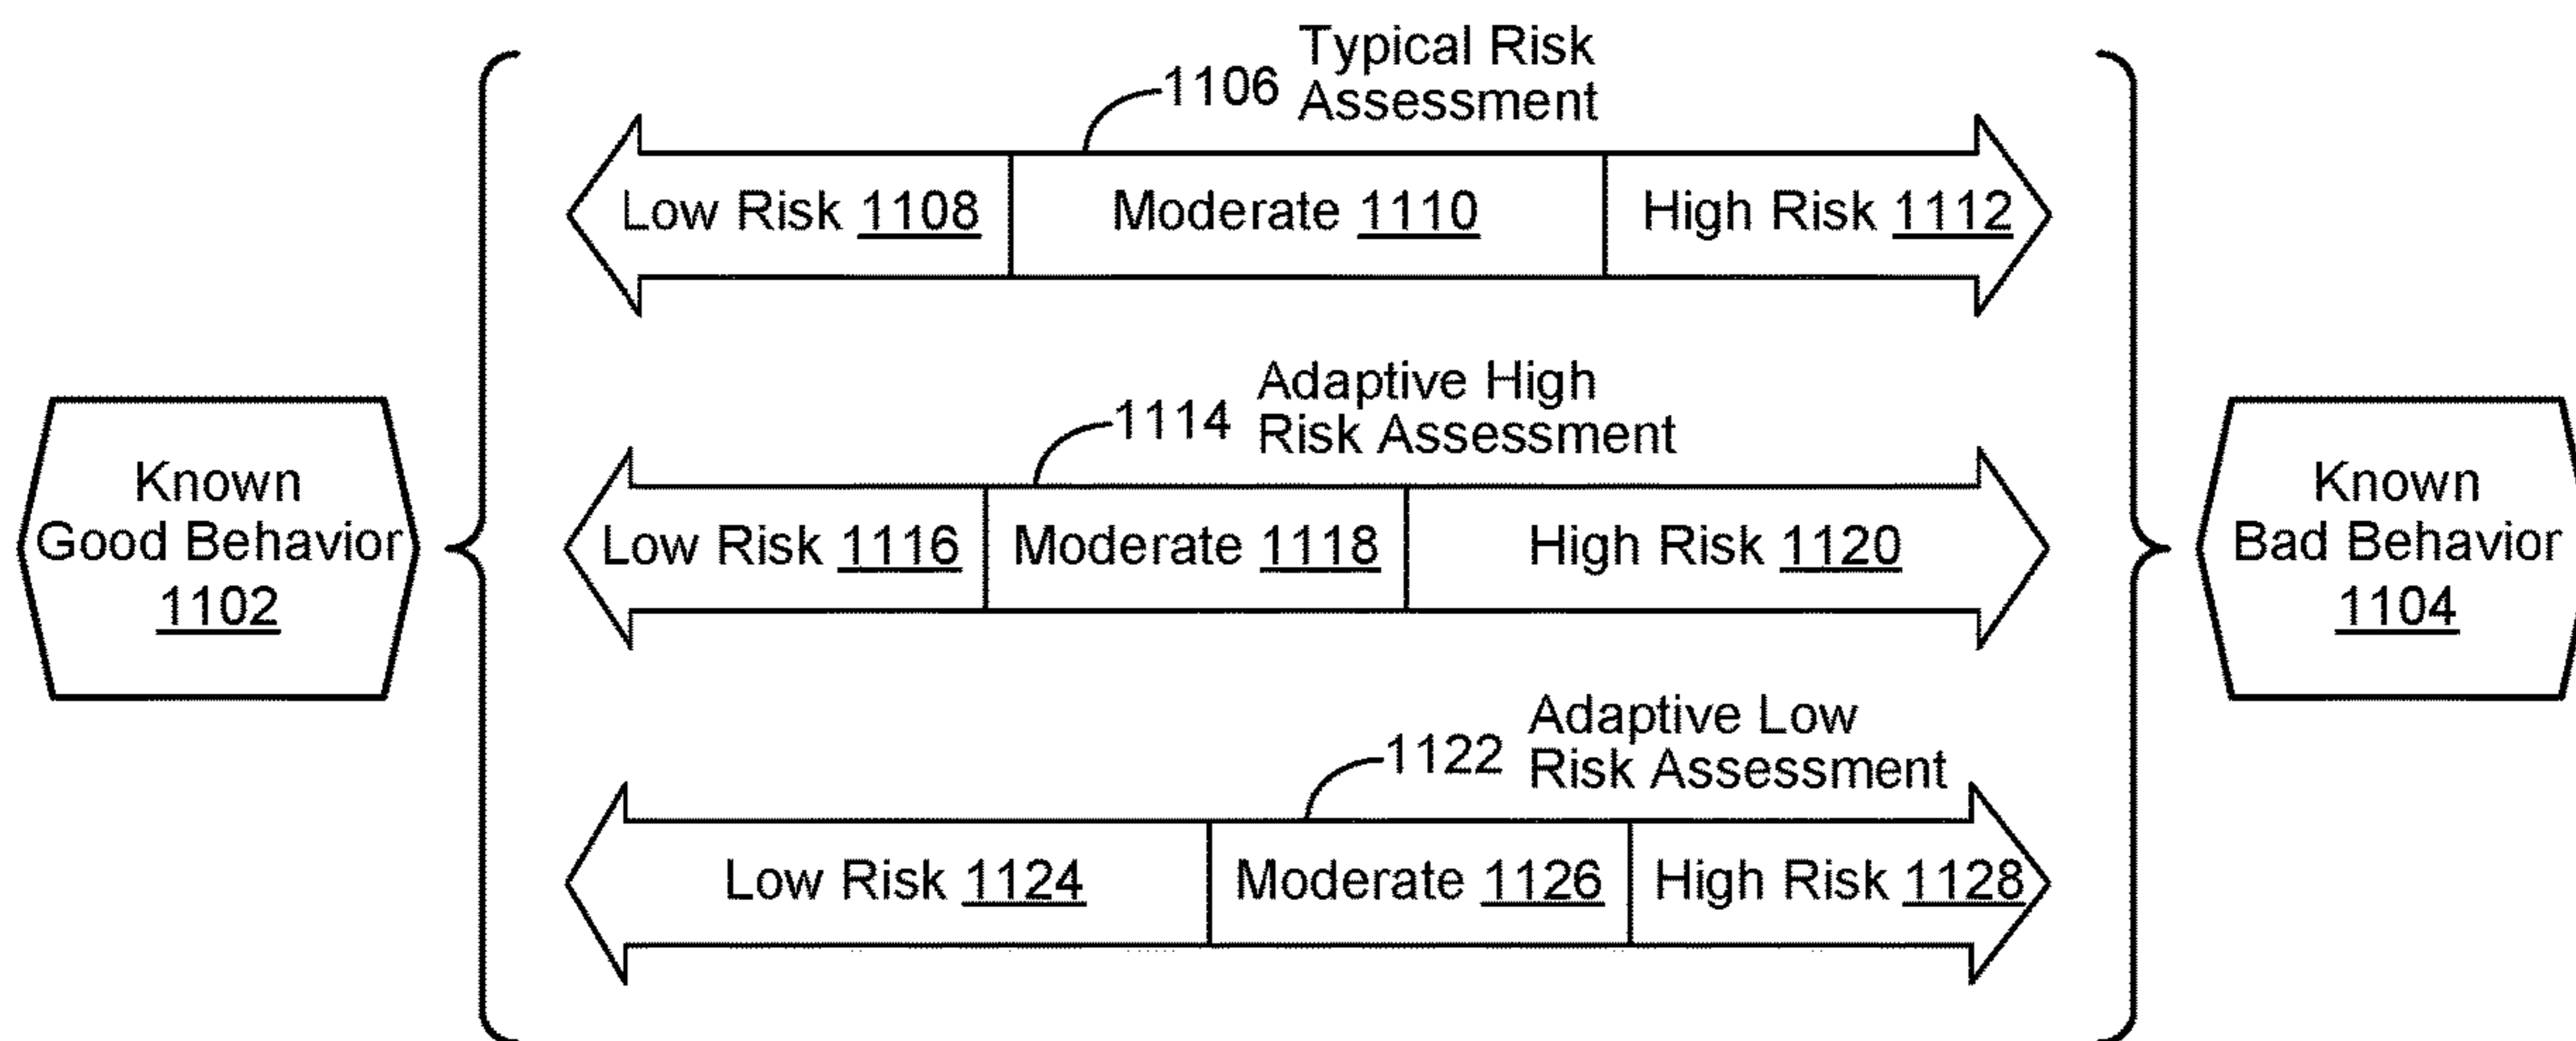 Typical Risk
1106 Assessment
Low Risk 1108 Moderate 1110 High Risk 1112
Adaptive High
1114 Risk Assessment
Known
Good Behavior
1102
Low Risk 1116 Moderate 1118 High Risk 1120
Known
Bad Behavior
1104
Adaptive Low
1122 Risk Assessment
Low Risk 1124 Moderate 1126 High Risk 1128